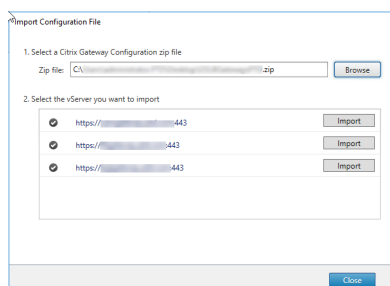 Import Configuration File
1. Select a Citrix Gateway Configuration zip file
Zip file: C:\ .zip Browse
2. Select the vServer you want to import
https:// 443 Import
https:// :443 Import
https:// :443 Import
Close